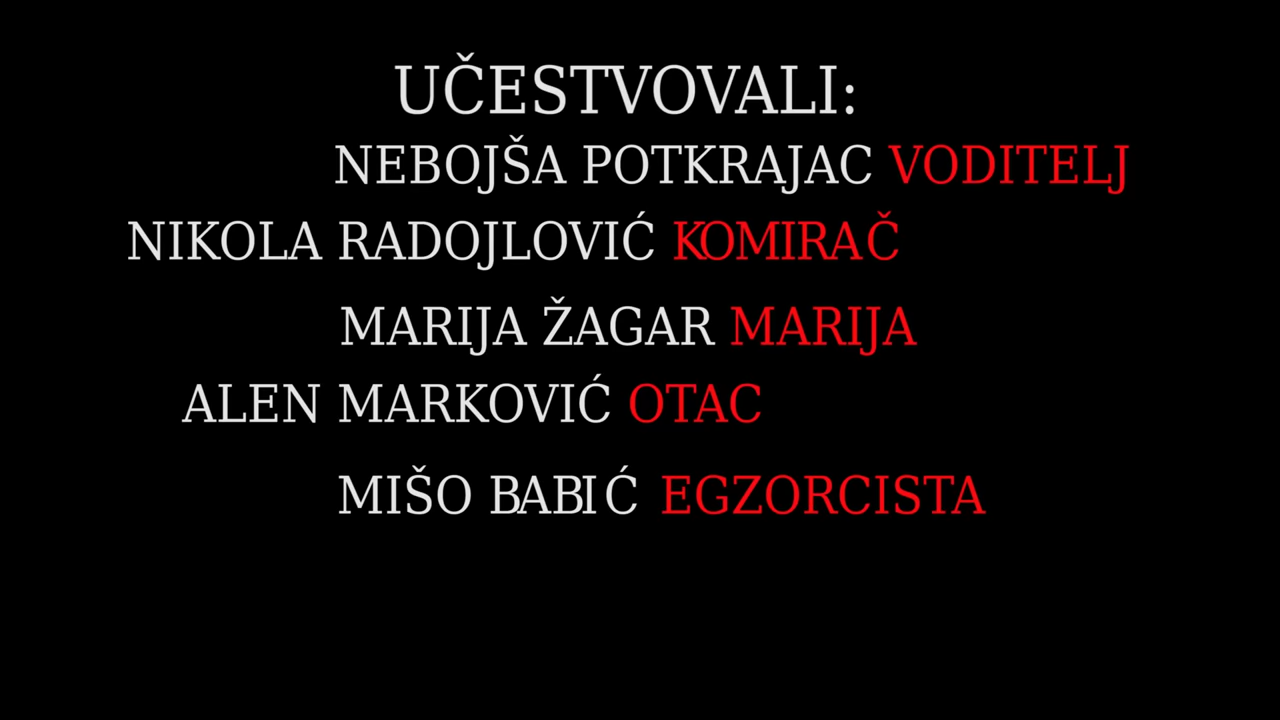 UČESTVOVALI:
NEBOJŠA POTKRAJAC VODITELJ
NIKOLA RADOJLOVIĆ KOMIRAČ
MARIJA ŽAGAR MARIJA
ALEN MARKOVIĆ OTAC
MIŠO BABIĆ EGZORCISTA